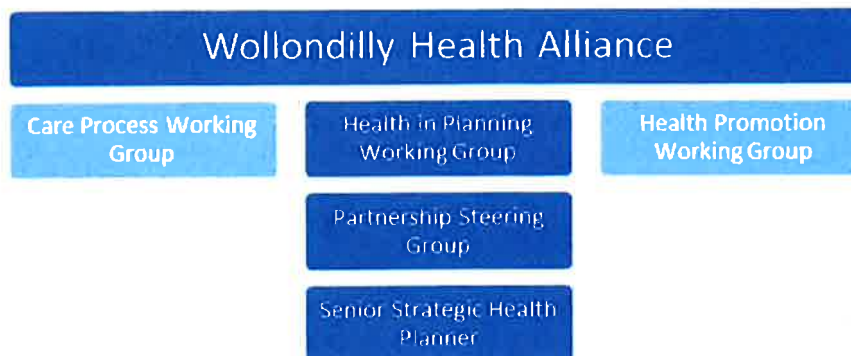 Wollondilly Health Alliance
Care Process Working
Group
Health in Planning
Working Group
Health Promotion
Working Group
Partnership Steering
Group
Senior Strategic Health
Planner